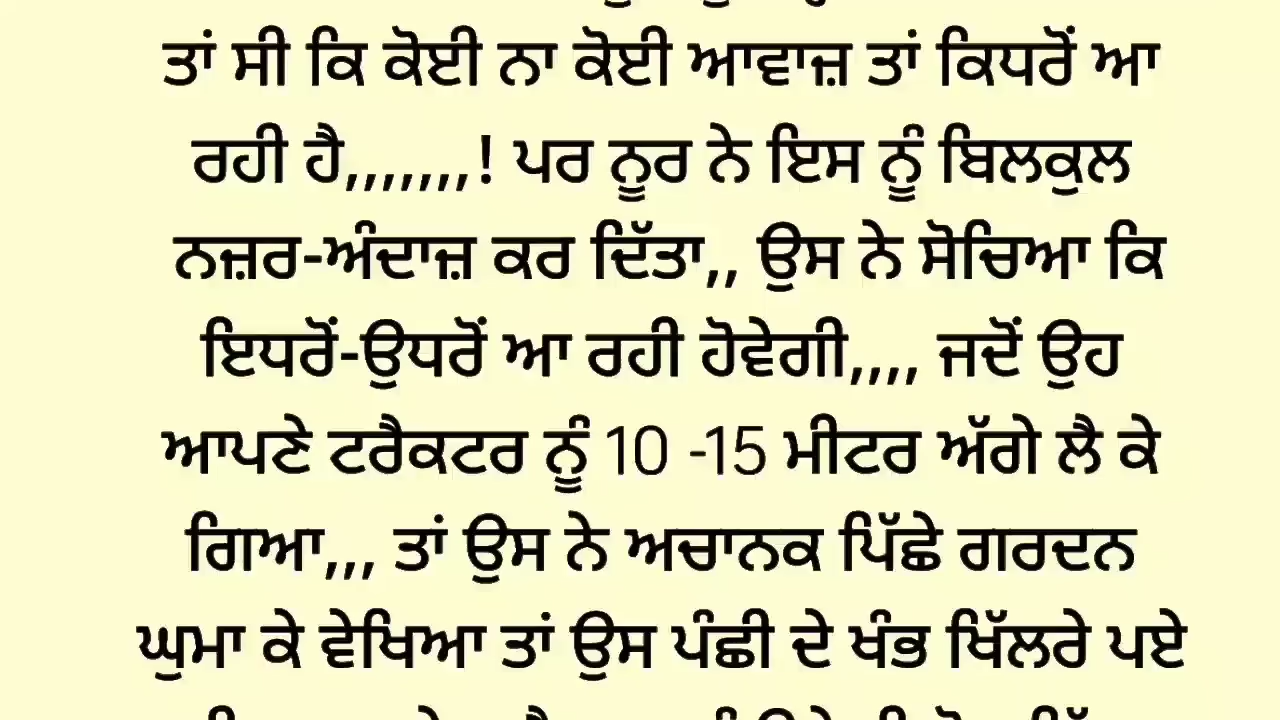 ਤਾਂ ਸੀ ਕਿ ਕੋਈ ਨਾ ਕੋਈ ਆਵਾਜ਼ ਤਾਂ ਕਿਧਰੋਂ ਆ
ਰਹੀ ਹੈ,,,,,,,! ਪਰ ਨੂਰ ਨੇ ਇਸ ਨੂੰ ਬਿਲਕੁਲ
ਨਜ਼ਰ-ਅੰਦਾਜ਼ ਕਰ ਦਿੱਤਾ,, ਉਸ ਨੇ ਸੋਚਿਆ ਕਿ
ਇਧਰੋਂ-ਉਧਰੋਂ ਆ ਰਹੀ ਹੋਵੇਗੀ,,,, ਜਦੋਂ ਉਹ
ਆਪਣੇ ਟਰੈਕਟਰ ਨੂੰ 10 -15 ਮੀਟਰ ਅੱਗੇ ਲੈ ਕੇ
ਗਿਆ,,, ਤਾਂ ਉਸ ਨੇ ਅਚਾਨਕ ਪਿੱਛੇ ਗਰਦਨ
ਘੁਮਾ ਕੇ ਵੇਖਿਆ ਤਾਂ ਉਸ ਪੰਛੀ ਦੇ ਖੰਭ ਖਿੱਲਰੇ ਪਏ